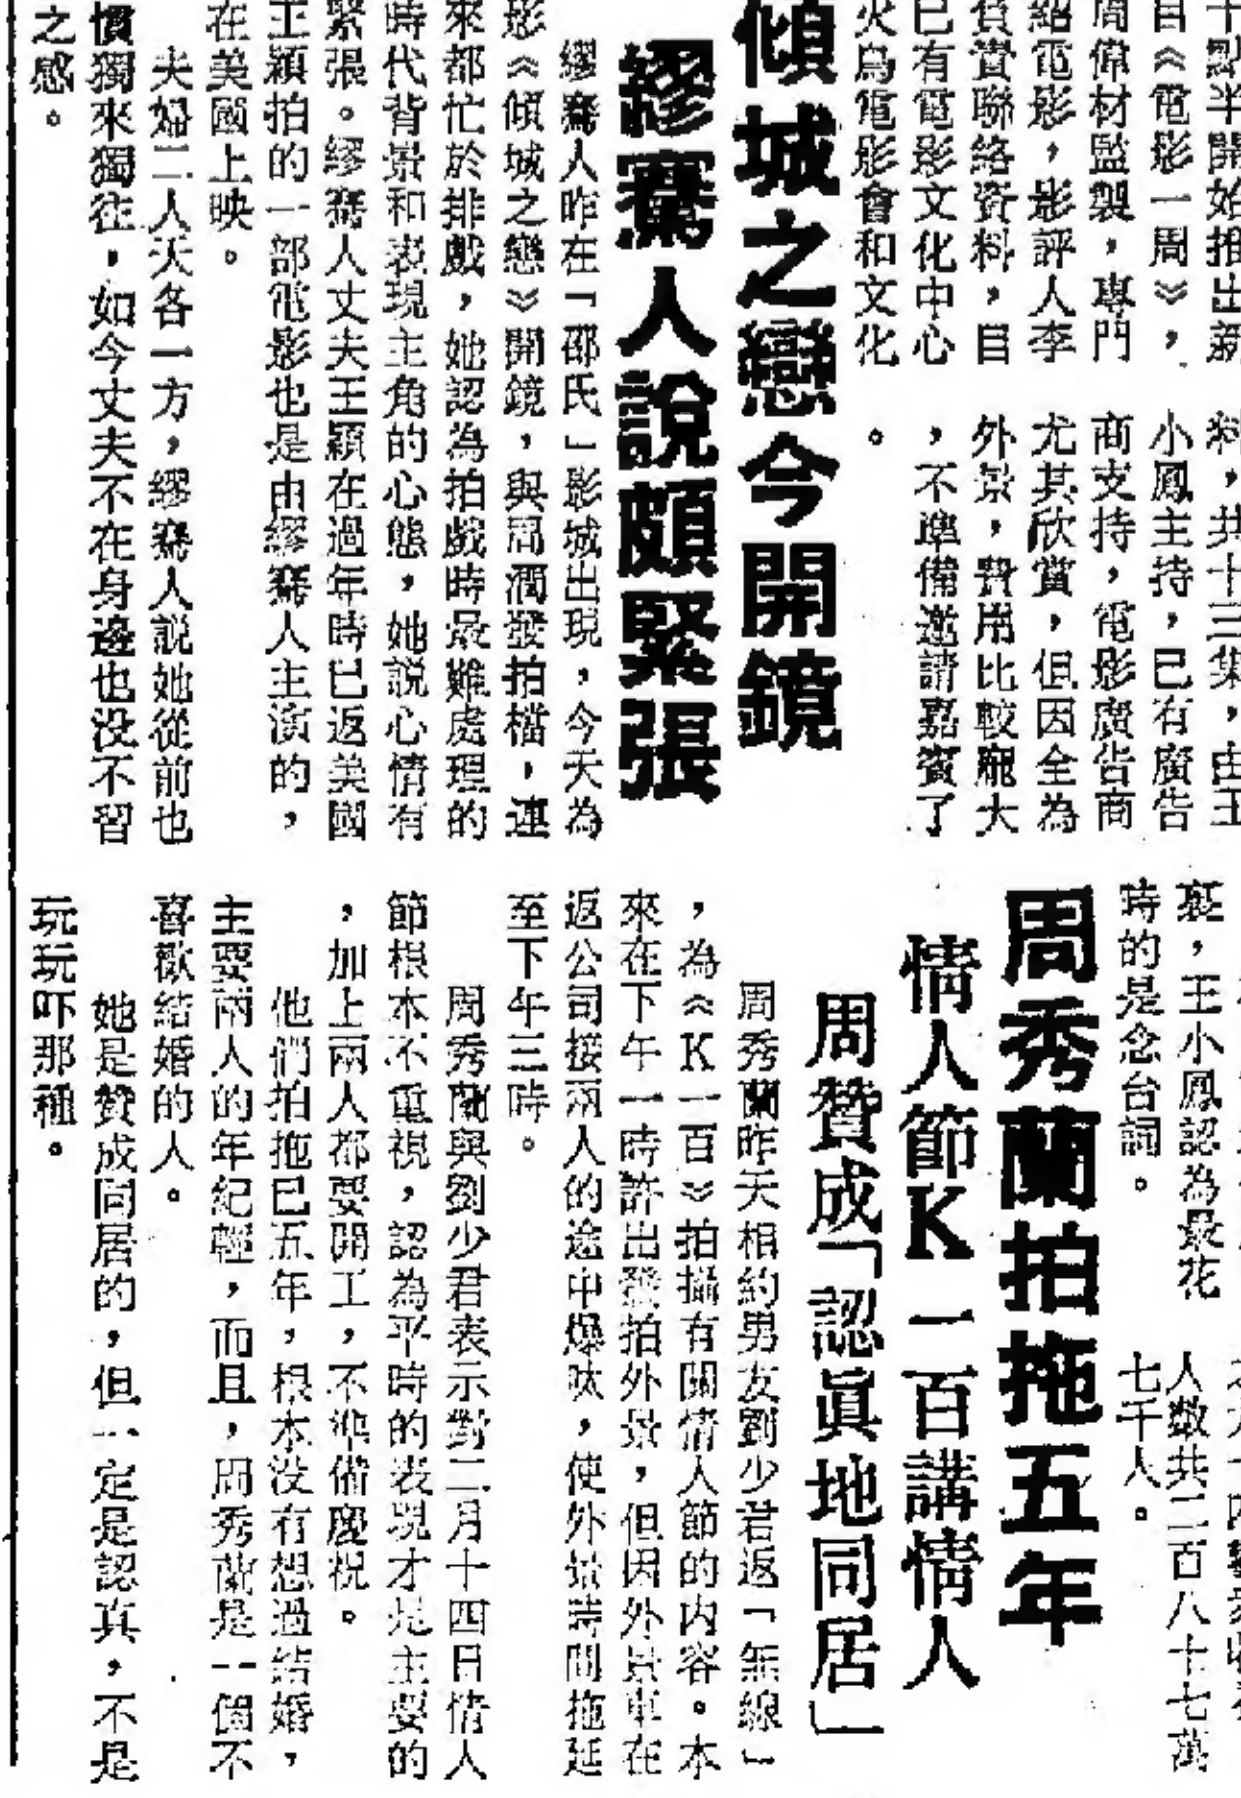 十點半開始推出新
目《電影一周》，
周偉材監製，專門
紹電影，影評人李
負責聯絡資料，目
已有電影文化中心
火鳥電影會和文化
料，共十三集，由王
小鳳主持，已有廣告
商支持，電影廣告商
尤其欣賞，但因全為
外景，費用比較龐大
，不準備邀請嘉賓了
。
傾城之戀今開鏡
繆騫人說頗緊張
繆騫人昨在「邵氏」影城出現，今天為
影《傾城之戀》開鏡，與周潤發拍檔，連
來都忙於排戲，她認為拍戲時最難處理的
時代背景和表現主角的心態，她說心情有
緊張。繆騫人丈夫王穎在過年時已返美國
王穎拍的一部電影也是由繆騫人主演的，
在美國上映。
夫婦二人天各一方，繆騫人說她從前也
慣獨來獨往，如今丈夫不在身邊也沒不習
之感。
裏，王小鳳認為最花
時的是念台詞。
人數共二百八十七萬
七千人。
周秀蘭拍拖五年
情人節K一百講情人
周贊成「認真地同居」
周秀蘭昨天相約男友劉少君返「無線」
，為《K一百》拍攝有關情人節的內容。本
來在下午一時許出發拍外景，但因外景車在
返公司接兩人的途中爆呔，使外景時間拖延
至下午三時。
周秀蘭與劉少君表示對二月十四日情人
節根本不重視，認為平時的表現才是主要的
，加上兩人都要開工，不準備慶祝。
他們拍拖已五年，根本沒有想過結婚，
主要兩人的年紀輕，而且，周秀蘭是一個不
喜歡結婚的人。
她是贊成同居的，但一定是認真，不是
玩玩吓那種。